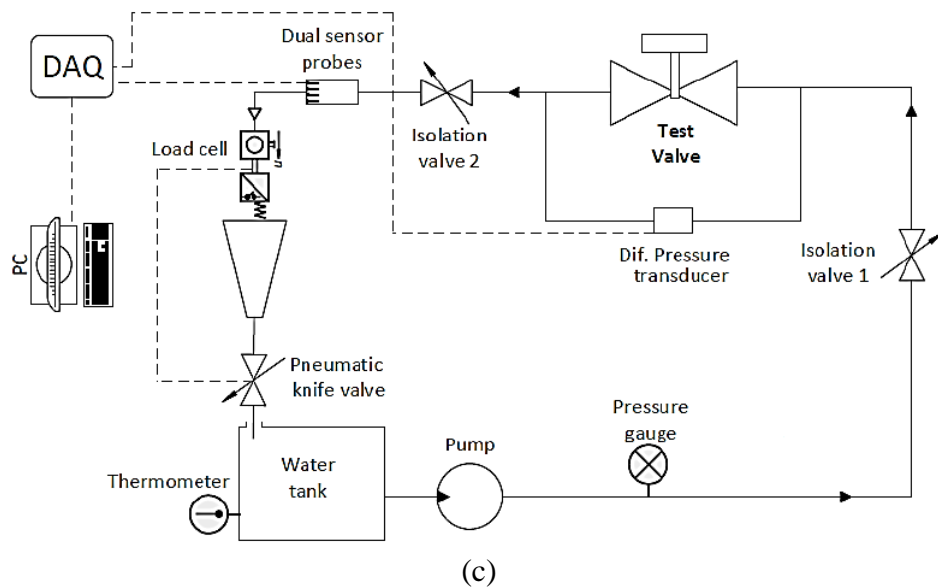 DAQ
Dual sensor
probes
Isolation
valve 2
Test
Valve
Load cell
u
PC
Dif. Pressure
transducer
Isolation
valve 1
Pneumatic
knife valve
Pressure
gauge
Pump
Water
tank
Thermometer
(c)